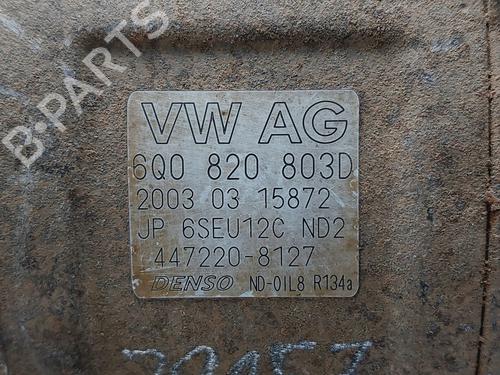 B-PARTS
VW AG
6Q0 820 803D
2003 03 15872
JP 6SEU12C ND2
447220-8127
DENSO ND-OIL8 R134a